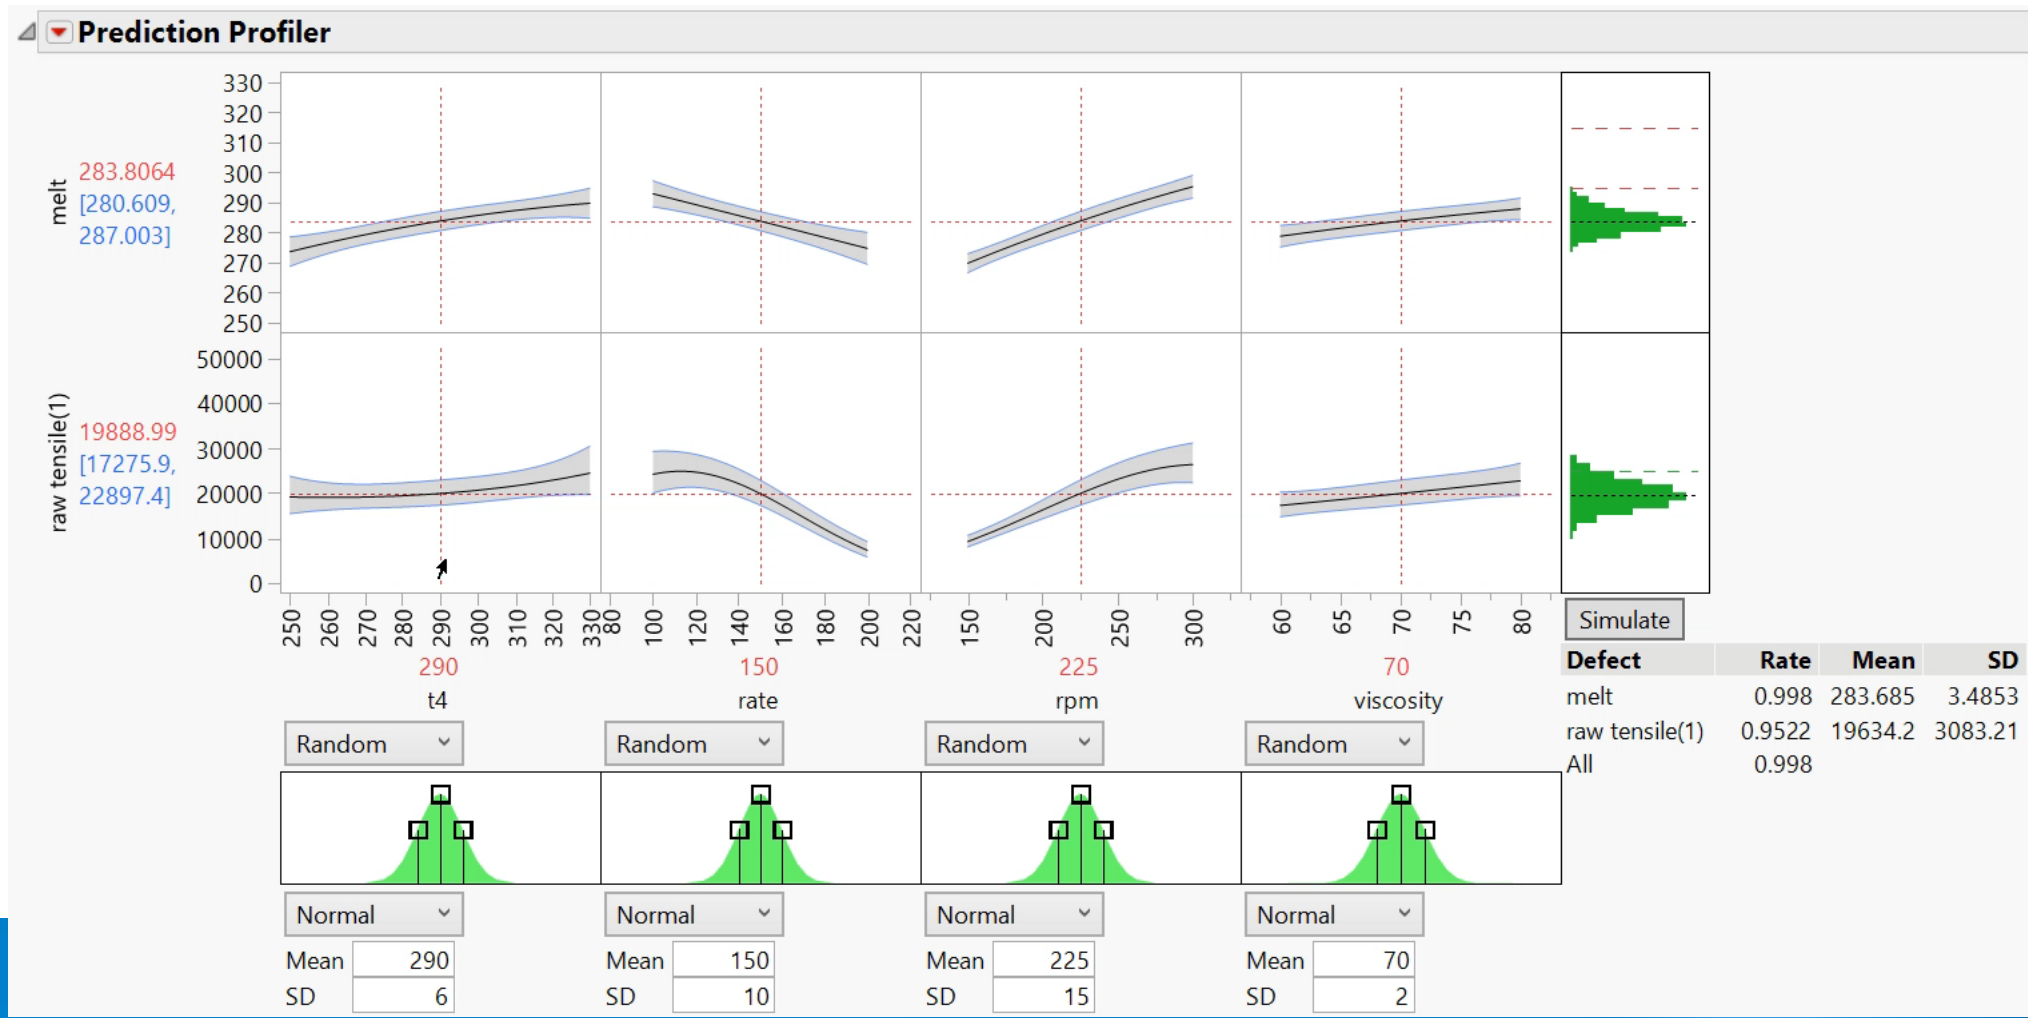 Prediction Profiler
330
320
310
300
290
280
270
260
250
melt
283.8064
[280.609,
287.003]
50000
40000
30000
20000
10000
0
raw tensile(1)
19888.99
[17275.9,
22897.4]
250 260 270 280 290 300 310 320 330
80 100 120 140 160 180 200 220
150 200 250 300
60 65 70 75 80
290 150 225 70
t4 rate rpm viscosity
Simulate
Defect Rate Mean SD
melt 0.998 283.685 3.4853
raw tensile(1) 0.9522 19634.2 3083.21
All 0.998
Random Random Random Random
Normal Normal Normal Normal
Mean 290 Mean 150 Mean 225 Mean 70
SD 6 SD 10 SD 15 SD 2